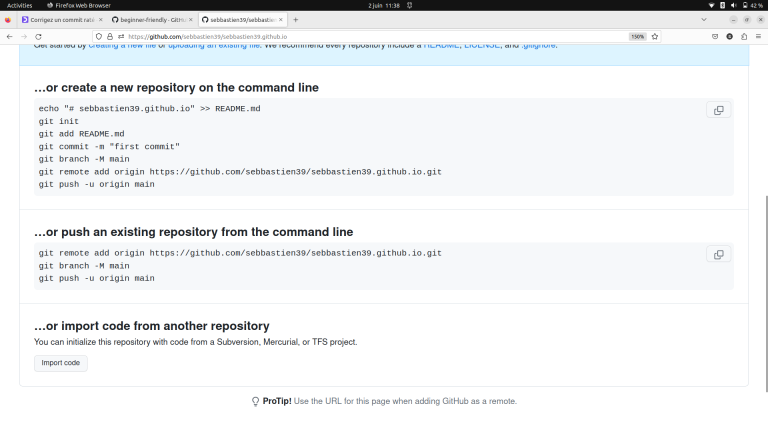 Activities Firefox Web Browser 2 juin 11:38 42 %
Corrigez un commit raté beginner-friendly · GitHub sebbastien39/sebbastien
https://github.com/sebbastien39/sebbastien39.github.io 150%
Get started by creating a new file or uploading an existing file. We recommend every repository include a README, LICENSE, and .gitignore.
…or create a new repository on the command line
echo "# sebbastien39.github.io" >> README.md
git init
git add README.md
git commit -m "first commit"
git branch -M main
git remote add origin https://github.com/sebbastien39/sebbastien39.github.io.git
git push -u origin main
…or push an existing repository from the command line
git remote add origin https://github.com/sebbastien39/sebbastien39.github.io.git
git branch -M main
git push -u origin main
…or import code from another repository
You can initialize this repository with code from a Subversion, Mercurial, or TFS project.
Import code
ProTip! Use the URL for this page when adding GitHub as a remote.